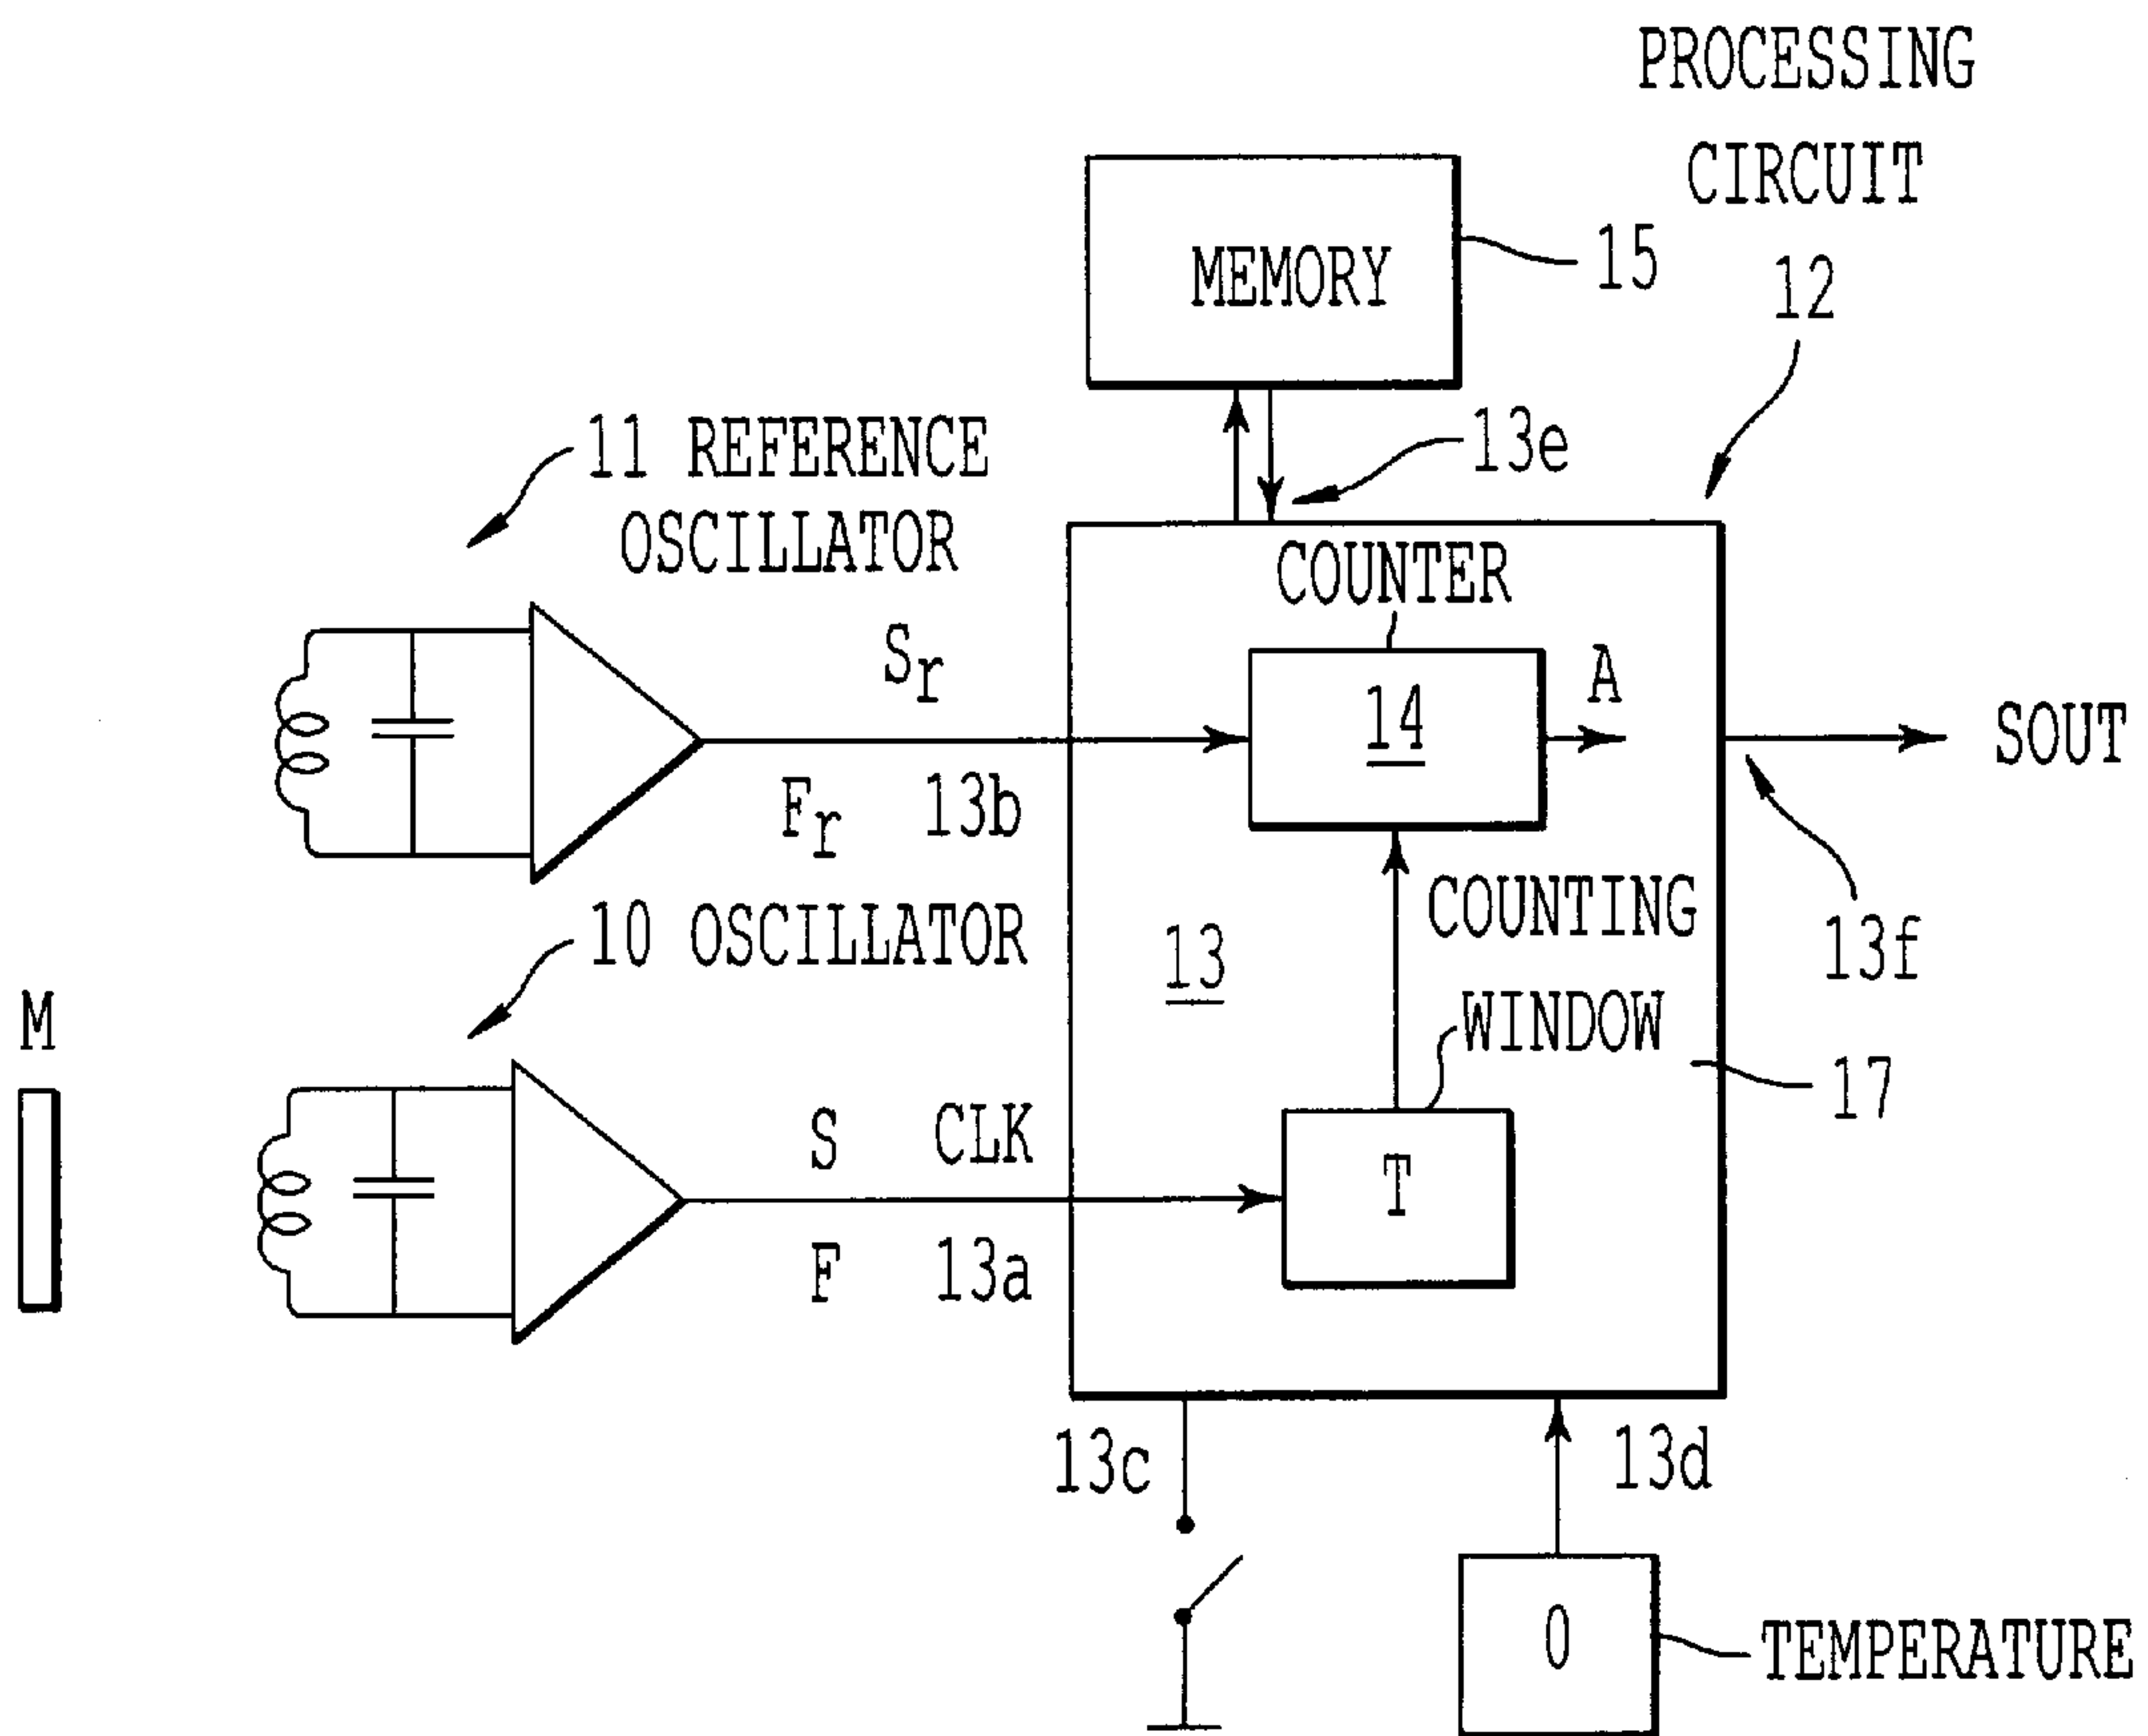 PROCESSING
CIRCUIT
12
MEMORY
15
13e
11 REFERENCE
OSCILLATOR
COUNTER
Sr
14
A
SOUT
Fr
13b
COUNTING
WINDOW
13
13f
10 OSCILLATOR
M
17
S
CLK
T
F
13a
13c
13d
O
TEMPERATURE